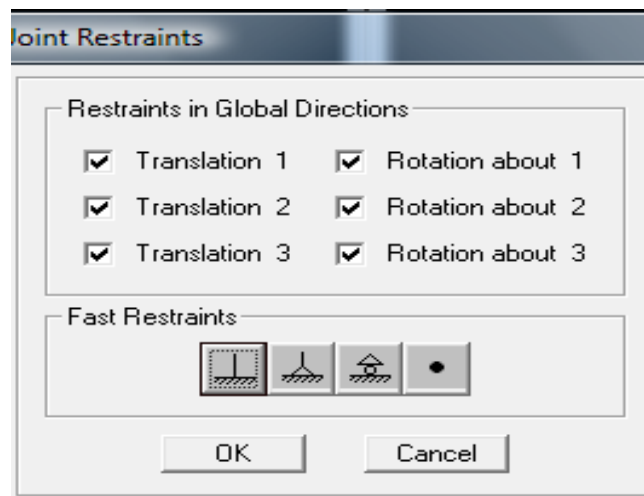 Joint Restraints
Restraints in Global Directions
Translation 1 Rotation about 1
Translation 2 Rotation about 2
Translation 3 Rotation about 3
Fast Restraints
OK Cancel